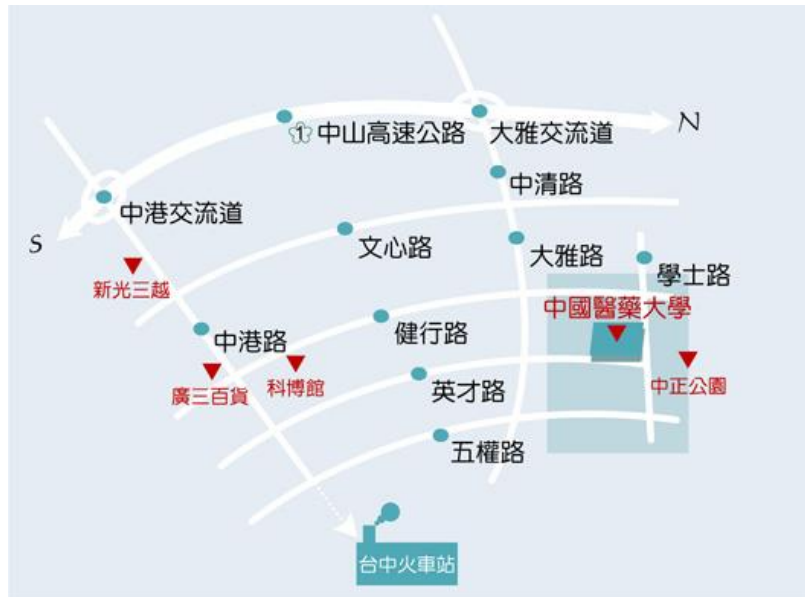 N
1 中山高速公路
大雅交流道
中清路
中港交流道
S
文心路
大雅路
學士路
新光三越
中國醫藥大學
中港路
健行路
廣三百貨
科博館
英才路
中正公園
五權路
台中火車站